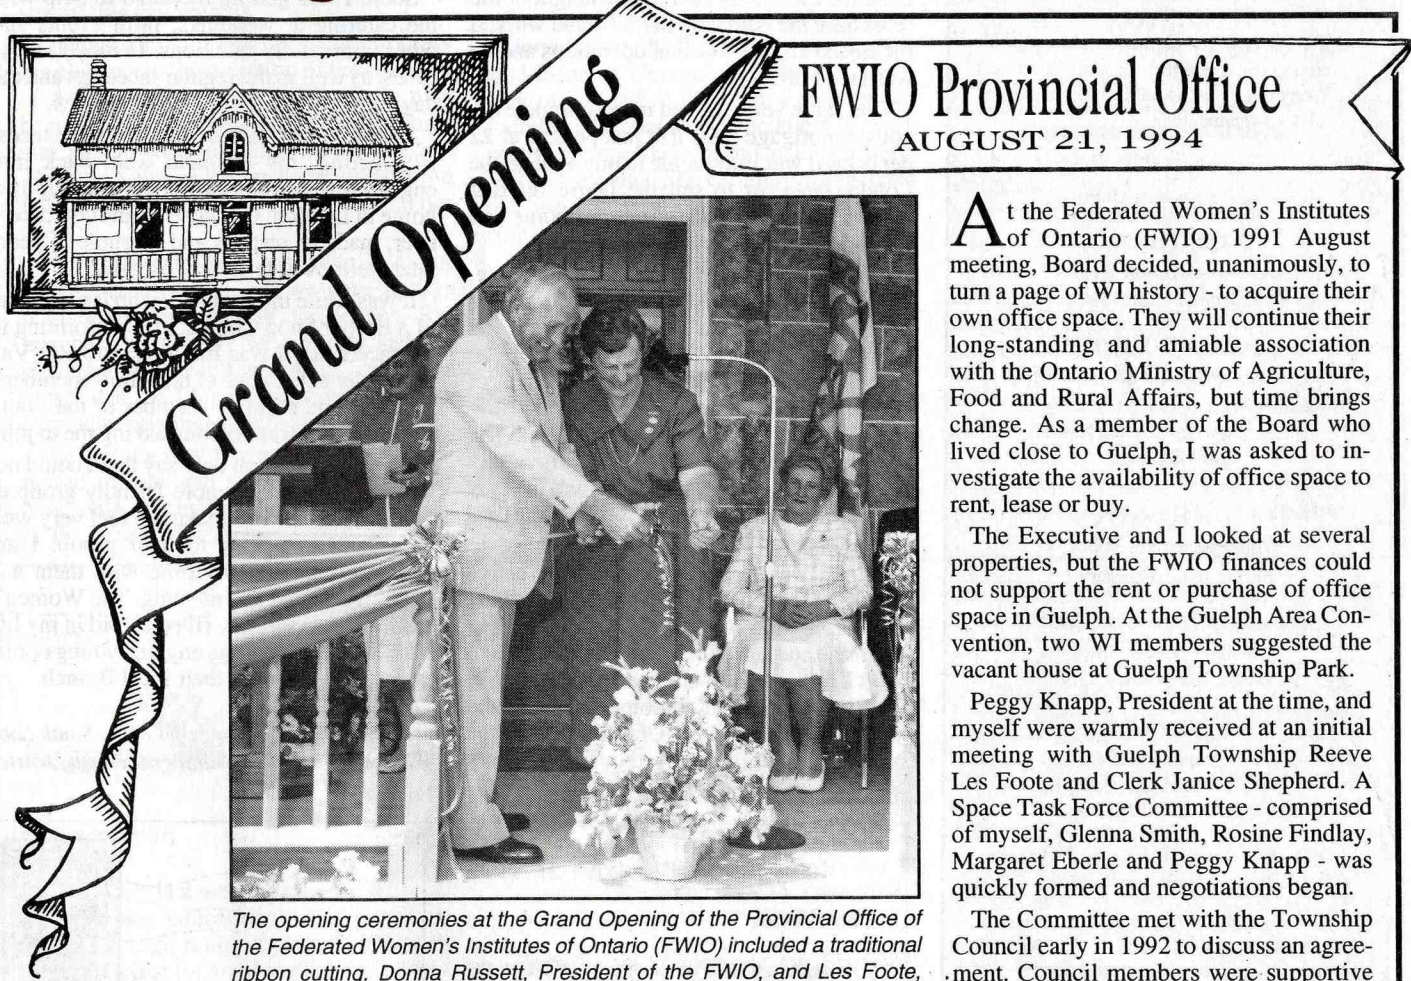 Grand Opening
FWIO Provincial Office
AUGUST 21, 1994
At the Federated Women's Institutes
of Ontario (FWIO) 1991 August
meeting, Board decided, unanimously, to
turn a page of WI history - to acquire their
own office space. They will continue their
long-standing and amiable association
with the Ontario Ministry of Agriculture,
Food and Rural Affairs, but time brings
change. As a member of the Board who
lived close to Guelph, I was asked to in-
vestigate the availability of office space to
rent, lease or buy.
The Executive and I looked at several
properties, but the FWIO finances could
not support the rent or purchase of office
space in Guelph. At the Guelph Area Con-
vention, two WI members suggested the
vacant house at Guelph Township Park.
Peggy Knapp, President at the time, and
myself were warmly received at an initial
meeting with Guelph Township Reeve
Les Foote and Clerk Janice Shepherd. A
Space Task Force Committee - comprised
of myself, Glenna Smith, Rosine Findlay,
Margaret Eberle and Peggy Knapp - was
quickly formed and negotiations began.
The Committee met with the Township
Council early in 1992 to discuss an agree-
ment. Council members were supportive
The opening ceremonies at the Grand Opening of the Provincial Office of
the Federated Women's Institutes of Ontario (FWIO) included a traditional
ribbon cutting. Donna Russett, President of the FWIO, and Les Foote,